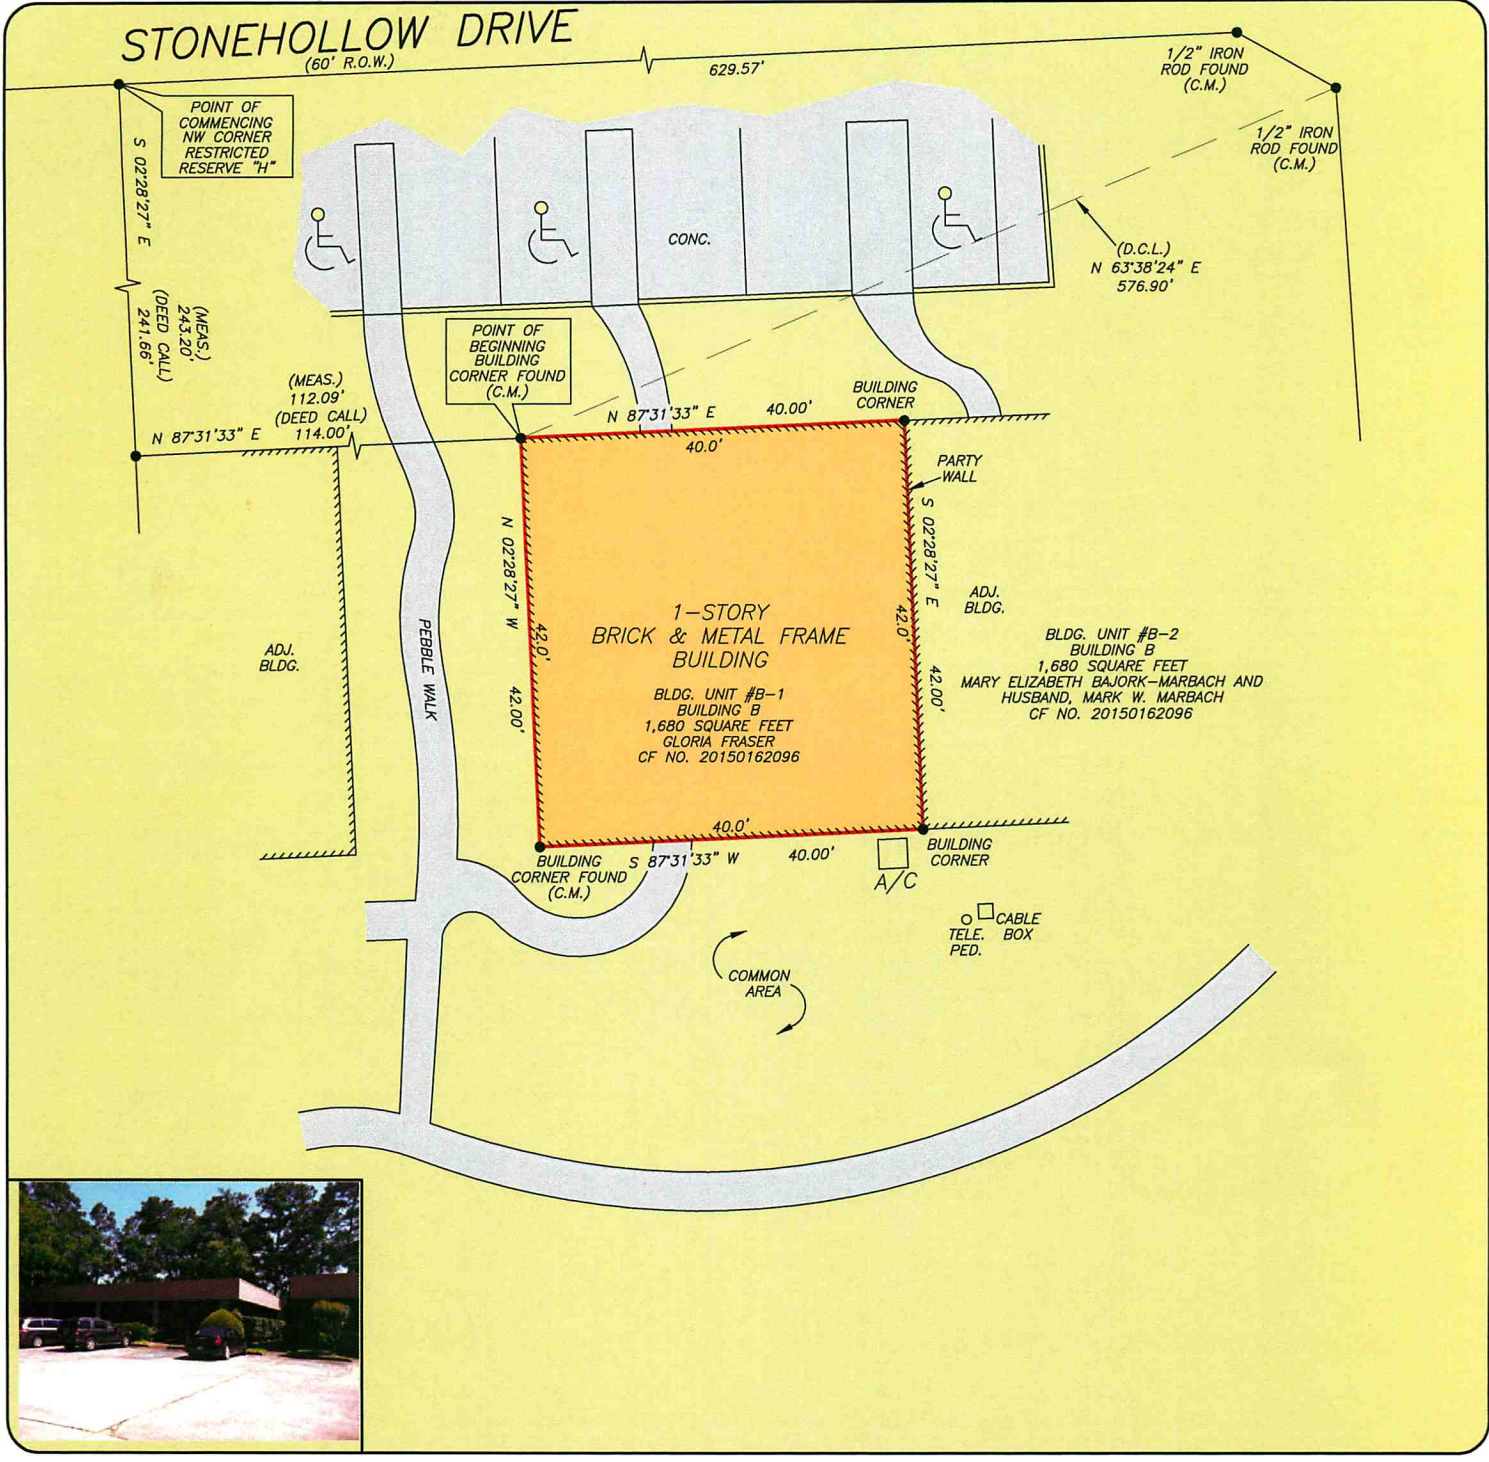 STONEHOLLOW DRIVE
(60' R.O.W.)
629.57'
1/2" IRON
ROD FOUND
(C.M.)
1/2" IRON
ROD FOUND
(C.M.)
POINT OF
COMMENCING
NW CORNER
RESTRICTED
RESERVE "H"
S 02°28'27" E
(MEAS.)
243.20'
(DEED CALL)
241.66'
CONC.
(D.C.L.)
N 63°38'24" E
576.90'
POINT OF
BEGINNING
BUILDING
CORNER FOUND
(C.M.)
(MEAS.)
112.09'
(DEED CALL)
114.00'
N 87°31'33" E
N 87°31'33" E
40.00'
40.0'
BUILDING
CORNER
PARTY
WALL
N 02°28'27" W
42.0'
42.00'
S 02°28'27" E
42.0'
42.00'
ADJ.
BLDG.
PEBBLE WALK
1-STORY
BRICK & METAL FRAME
BUILDING
BLDG. UNIT #B-1
BUILDING B
1,680 SQUARE FEET
GLORIA FRASER
CF NO. 20150162096
ADJ.
BLDG.
BLDG. UNIT #B-2
BUILDING B
1,680 SQUARE FEET
MARY ELIZABETH BAJORK-MARBACH AND
HUSBAND, MARK W. MARBACH
CF NO. 20150162096
40.0'
S 87°31'33" W
40.00'
BUILDING
CORNER FOUND
(C.M.)
BUILDING
CORNER
A/C
CABLE
BOX
TELE.
PED.
COMMON
AREA